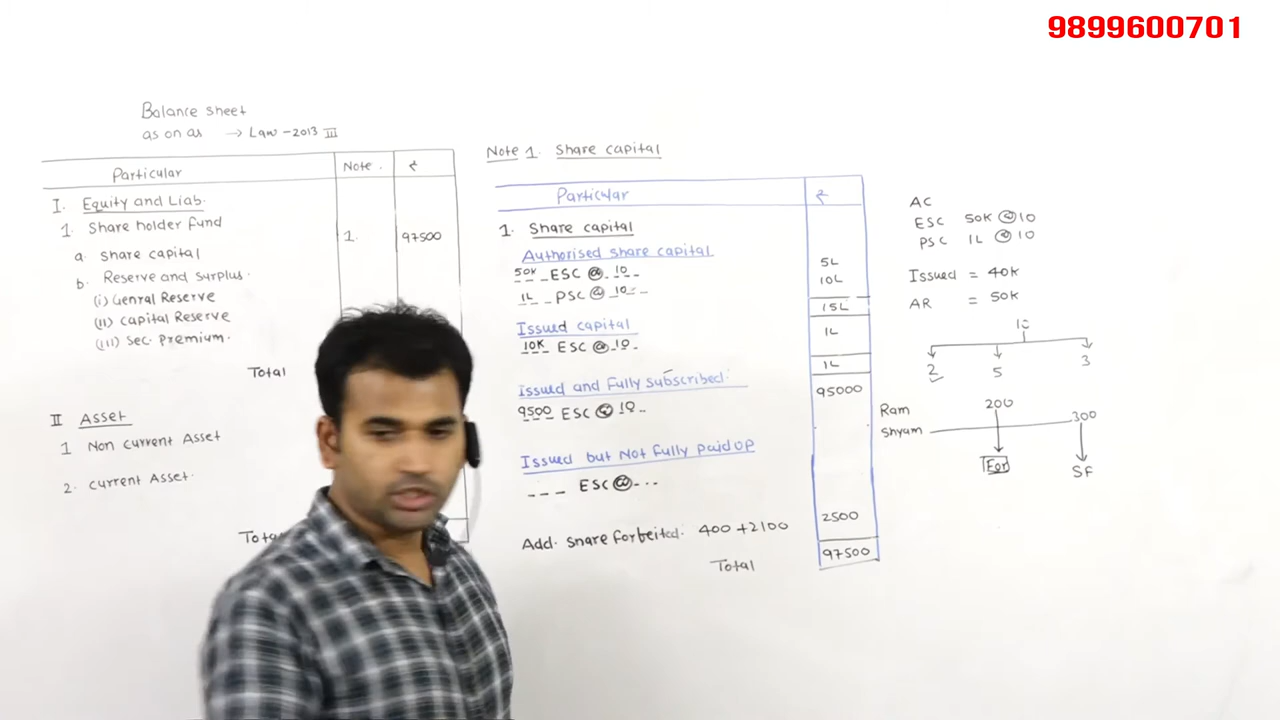 9899600701
Balance sheet
as on as → Law - 2013 III
Particular Note. ₹
I. Equity and Liab.
1. Share holder fund
a. Share capital 1. 97500
b. Reserve and surplus.
(i) Genral Reserve
(ii) Capital Reserve
(iii) Sec. Premium.
Total
II Asset
1 Non current Asset
2. Current Asset.
Note 1. Share capital
Particular ₹
1. Share capital
Authorised share capital
50K ESC @ 10 5L
1L PSC @ 10 10L
15L
Issued capital
10K ESC @ 10 1L
1L
Issued and Fully subscribed:
9500 ESC @ 10 95000
Issued but Not Fully paid up
--- ESC @ ---
Add. Share forbeited: 400 + 2100 2500
Total 97500
AC
ESC 50K @ 10
PSC 1L @ 10
Issued = 40K
AR = 50K
10
2 5 3
Ram 200
Shyam 300
For SF